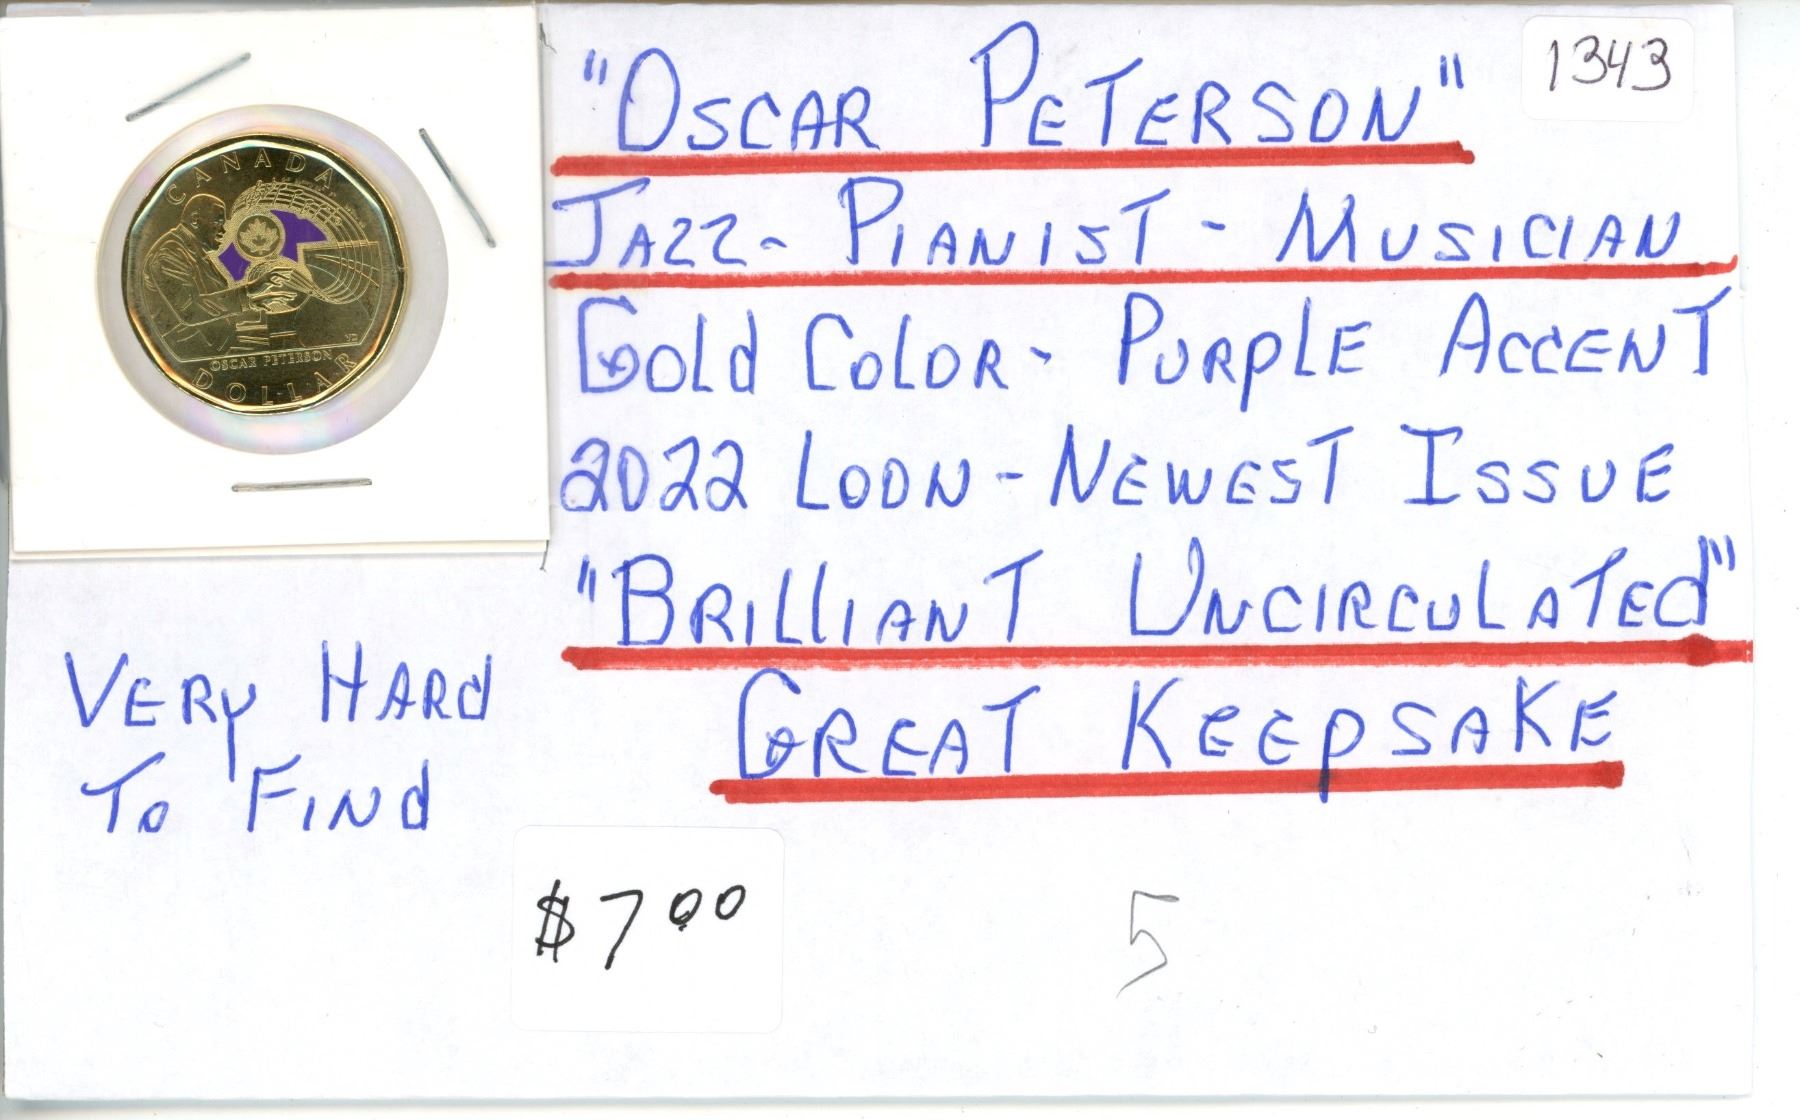 1343
"OSCAR PETERSON"
JAZZ - PIANIST - MUSICIAN
GOld COLOR - PURPLE ACCENT
2022 LOON - NEWEST ISSUE
"BRILLIANT UNCIRCULATEd"
GREAT KEEPSAKE
VERY HARd
TO FINd
$7.00
5
CANADA
OSCAR PETERSON
DOLLAR